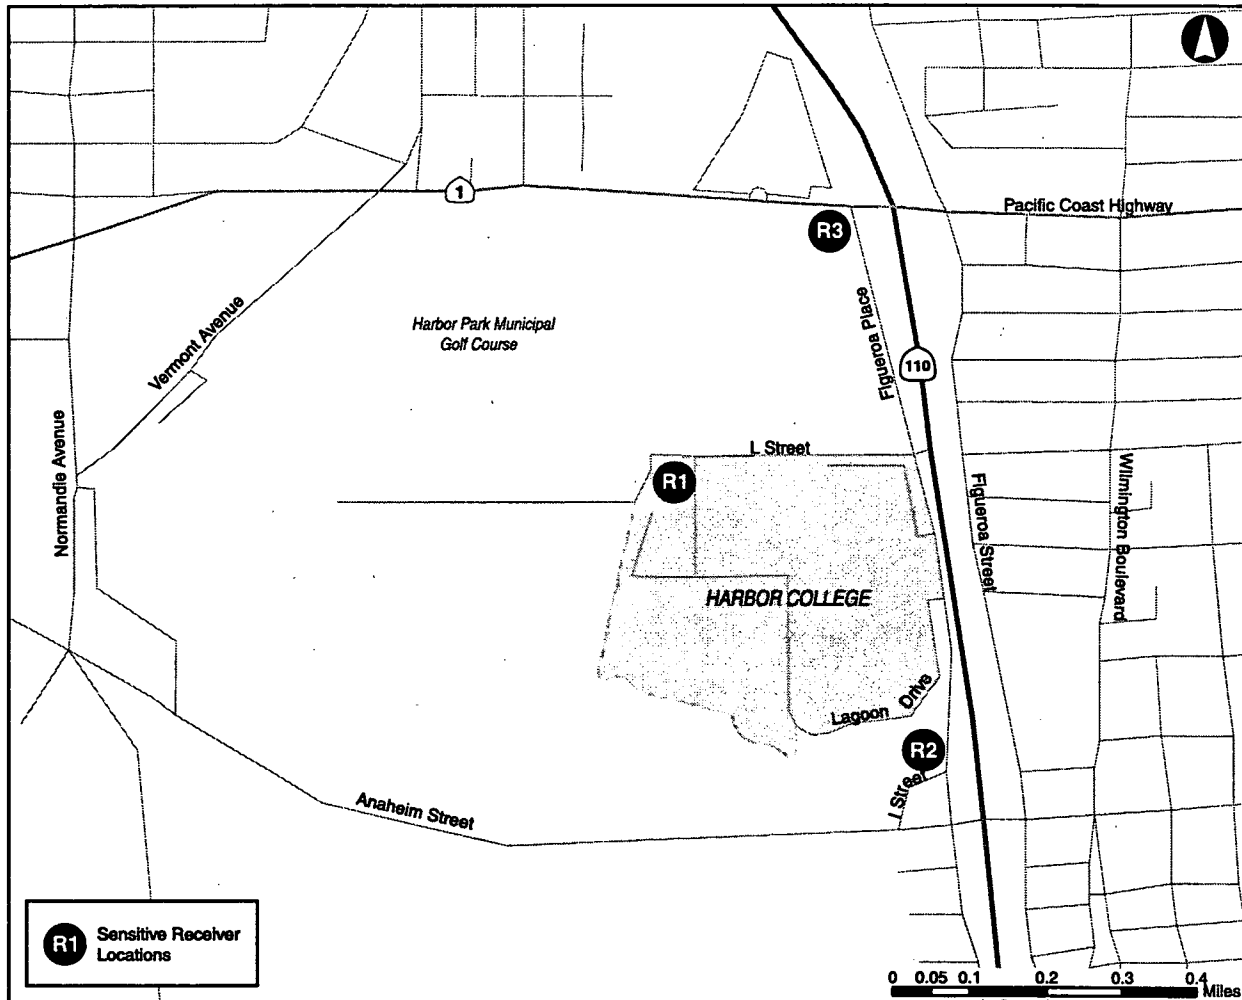 1
Pacific Coast Highway
R3
Vermont Avenue
Harbor Park Municipal
Golf Course
Figueroa Place
110
Normandie Avenue
L Street
R1
Figueroa Street
Wilmington Boulevard
HARBOR COLLEGE
Lagoon Drive
R2
I Street
Anaheim Street
R1 Sensitive Receiver
Locations
0 0.05 0.1 0.2 0.3 0.4
Miles